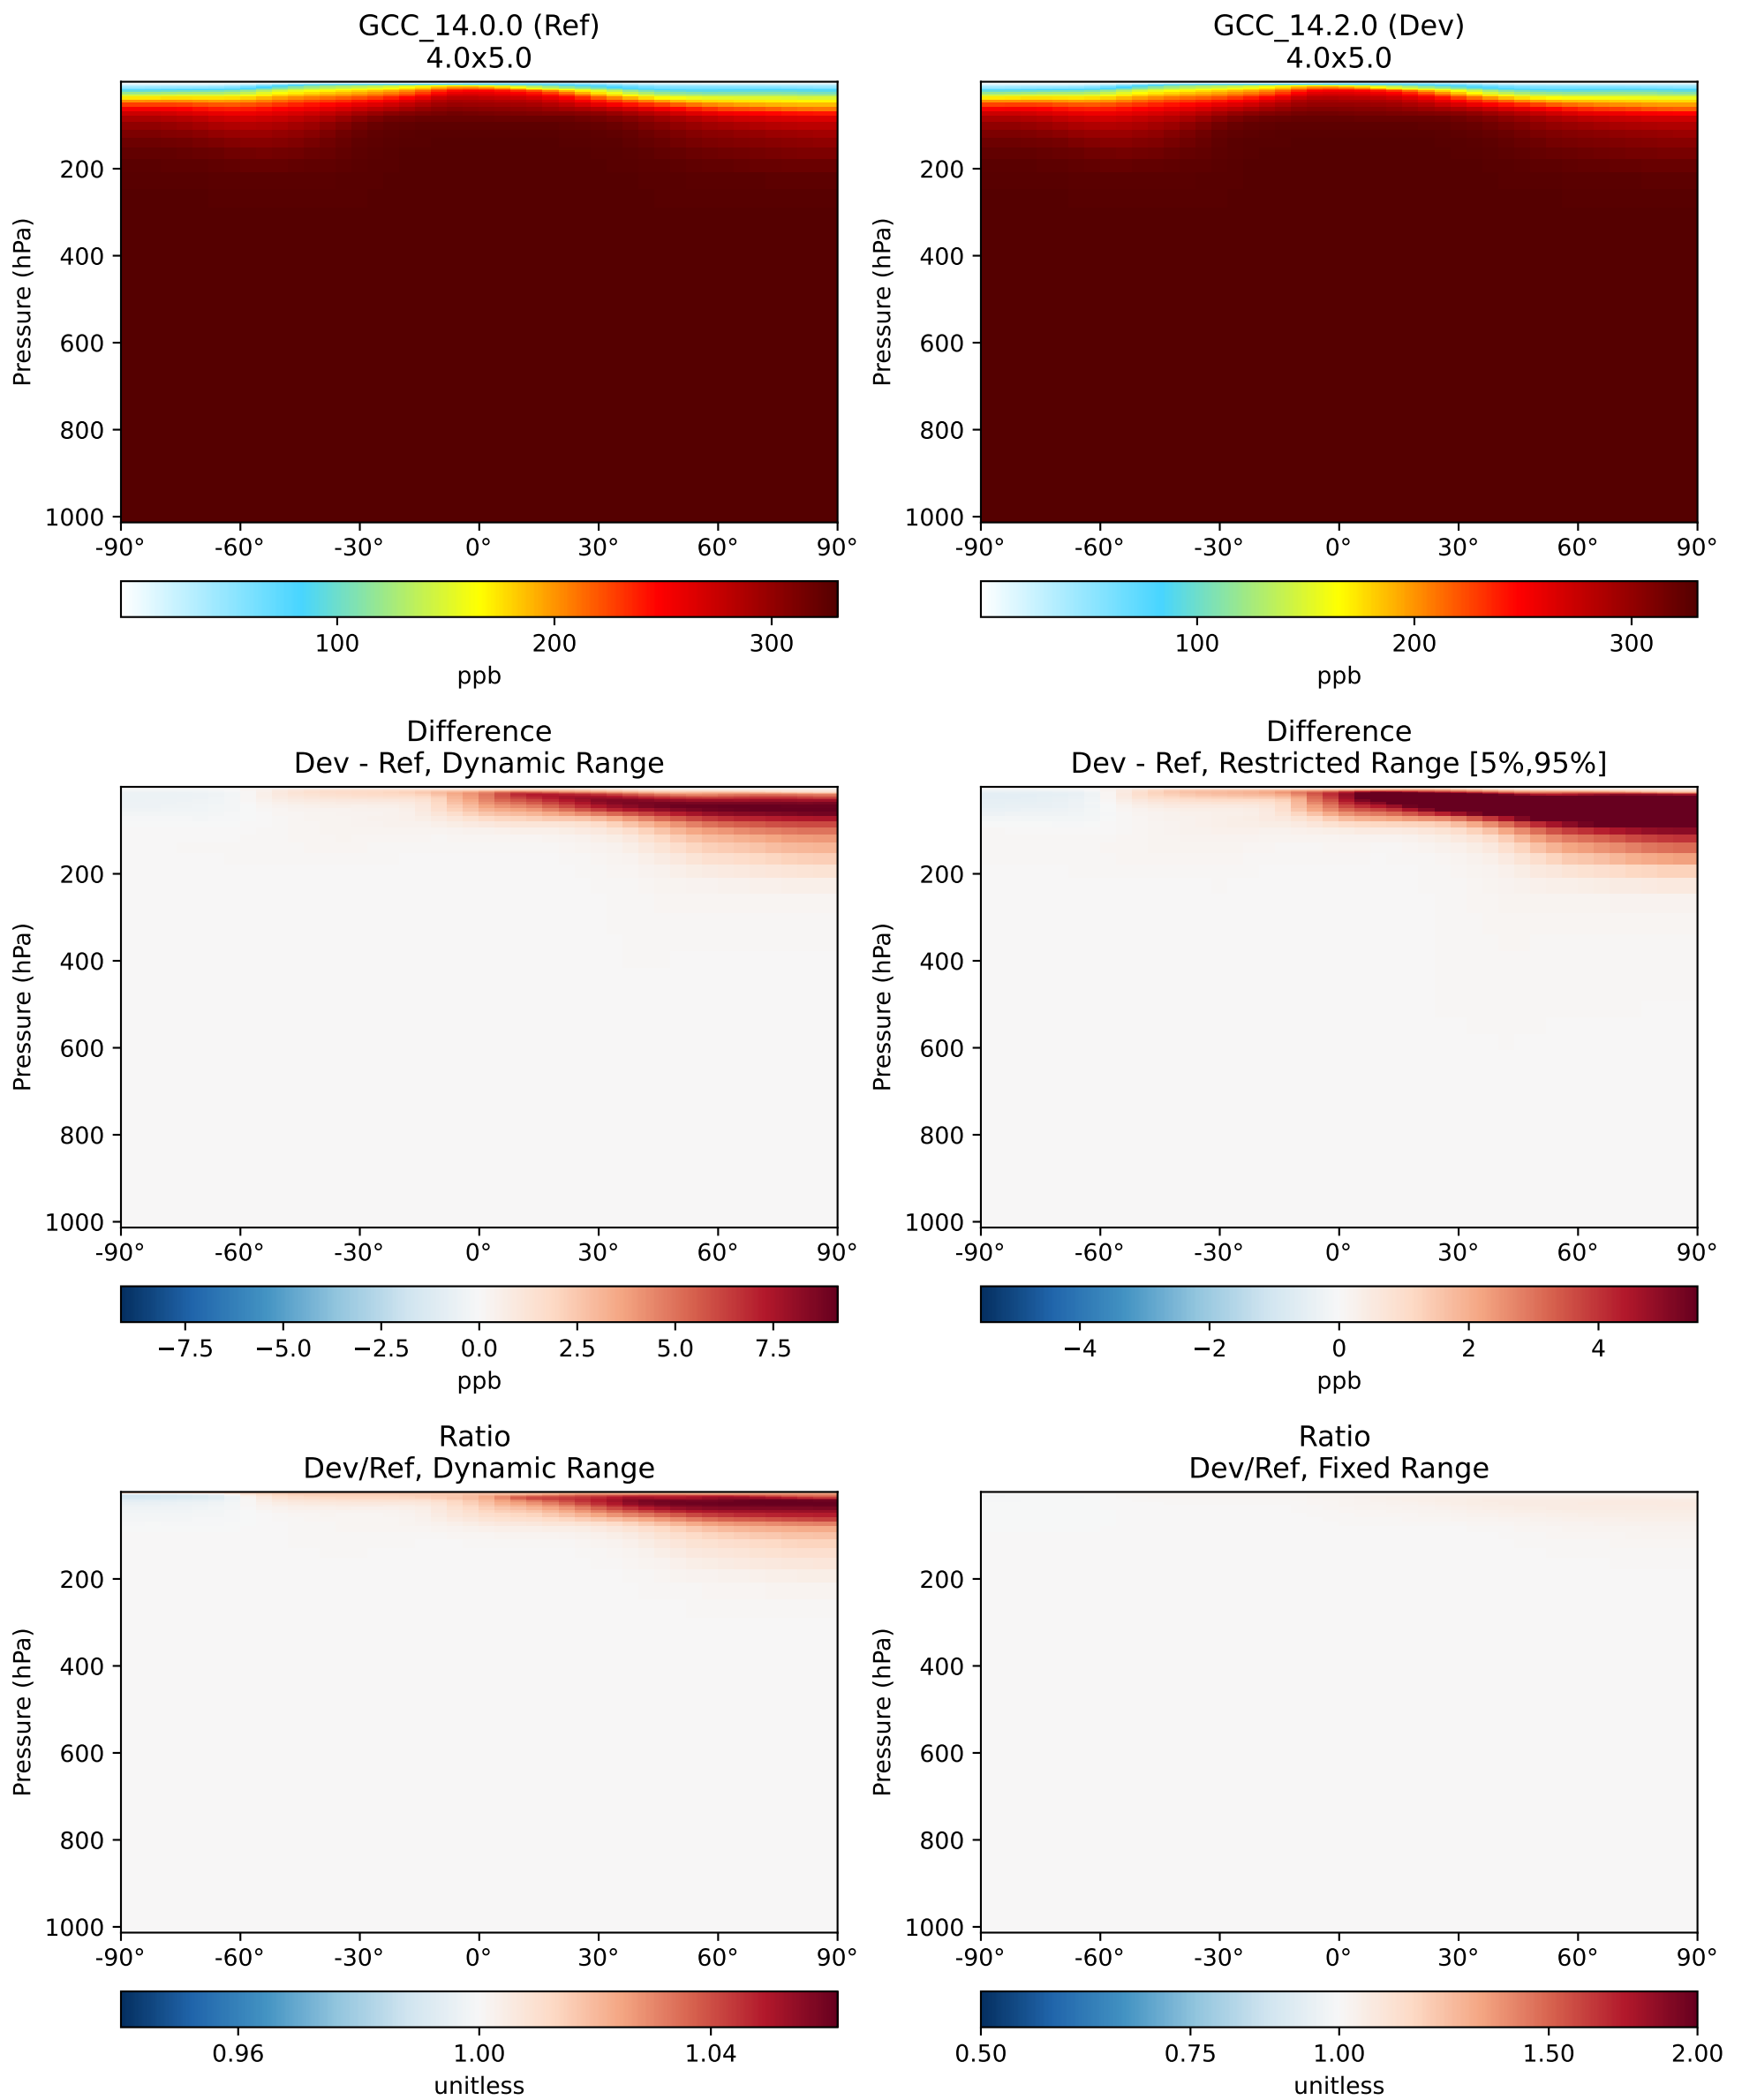 GCC_14.0.0 (Ref)
4.0x5.0
GCC_14.2.0 (Dev)
4.0x5.0
Pressure (hPa)
200
400
600
800
1000
-90° -60° -30° 0° 30° 60° 90°
100 200 300
ppb
Pressure (hPa)
200
400
600
800
1000
-90° -60° -30° 0° 30° 60° 90°
100 200 300
ppb
Difference
Dev - Ref, Dynamic Range
Difference
Dev - Ref, Restricted Range [5%,95%]
Pressure (hPa)
200
400
600
800
1000
-90° -60° -30° 0° 30° 60° 90°
−7.5 −5.0 −2.5 0.0 2.5 5.0 7.5
ppb
Pressure (hPa)
200
400
600
800
1000
-90° -60° -30° 0° 30° 60° 90°
−4 −2 0 2 4
ppb
Ratio
Dev/Ref, Dynamic Range
Ratio
Dev/Ref, Fixed Range
Pressure (hPa)
200
400
600
800
1000
-90° -60° -30° 0° 30° 60° 90°
0.96 1.00 1.04
unitless
Pressure (hPa)
200
400
600
800
1000
-90° -60° -30° 0° 30° 60° 90°
0.50 0.75 1.00 1.50 2.00
unitless